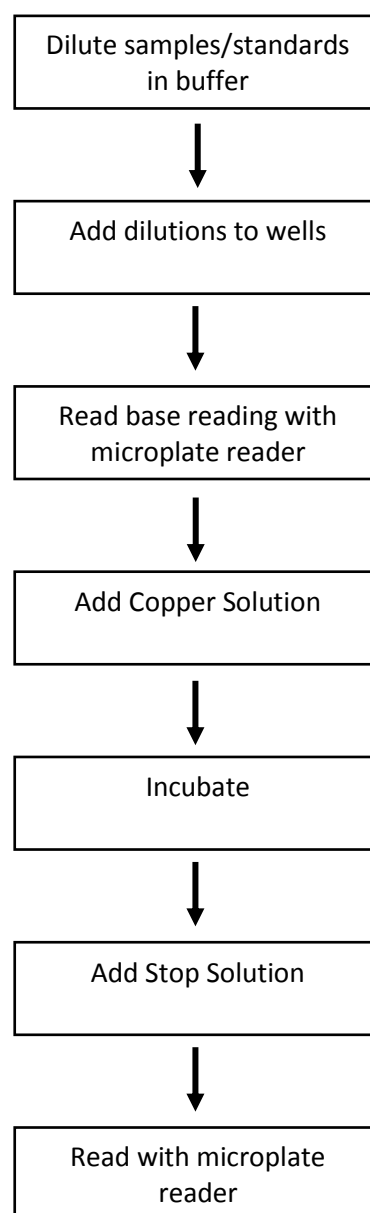 Dilute samples/standards
in buffer
Add dilutions to wells
Read base reading with
microplate reader
Add Copper Solution
Incubate
Add Stop Solution
Read with microplate
reader